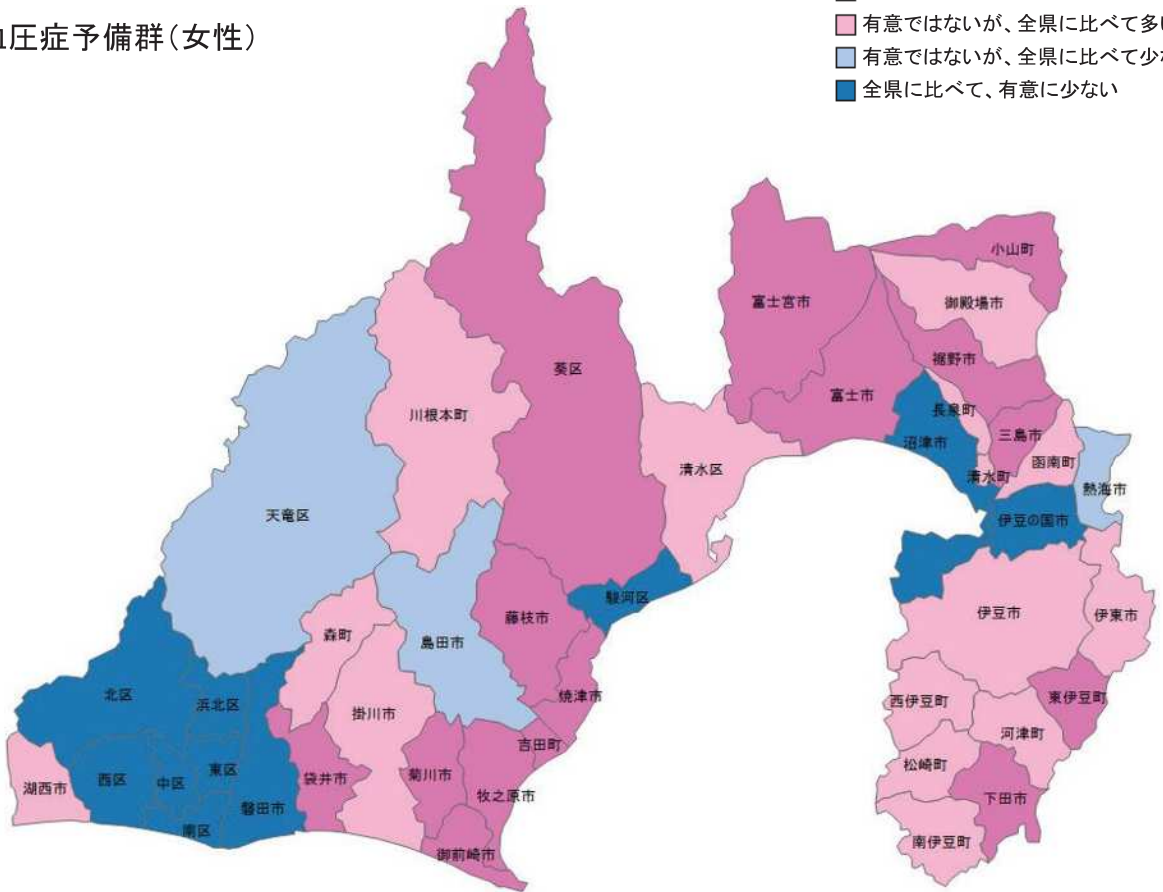 圧症予備群(女性)
有意ではないが、全県に比べて多
有意ではないが、全県に比べて少
全県に比べて、有意に少ない
小山町
富士宮市
御殿場市
裾野市
葵区
富士市
長泉町
川根本町
三島市
沼津市
函南町
清水区
清水町
熱海市
天竜区
伊豆の国市
駿河区
藤枝市
伊豆市
伊東市
森町
島田市
北区
焼津市
東伊豆町
西伊豆町
浜北区
掛川市
河津町
吉田町
松崎町
東区
菊川市
袋井市
西区
中区
湖西市
牧之原市
下田市
磐田市
南区
南伊豆町
御前崎市